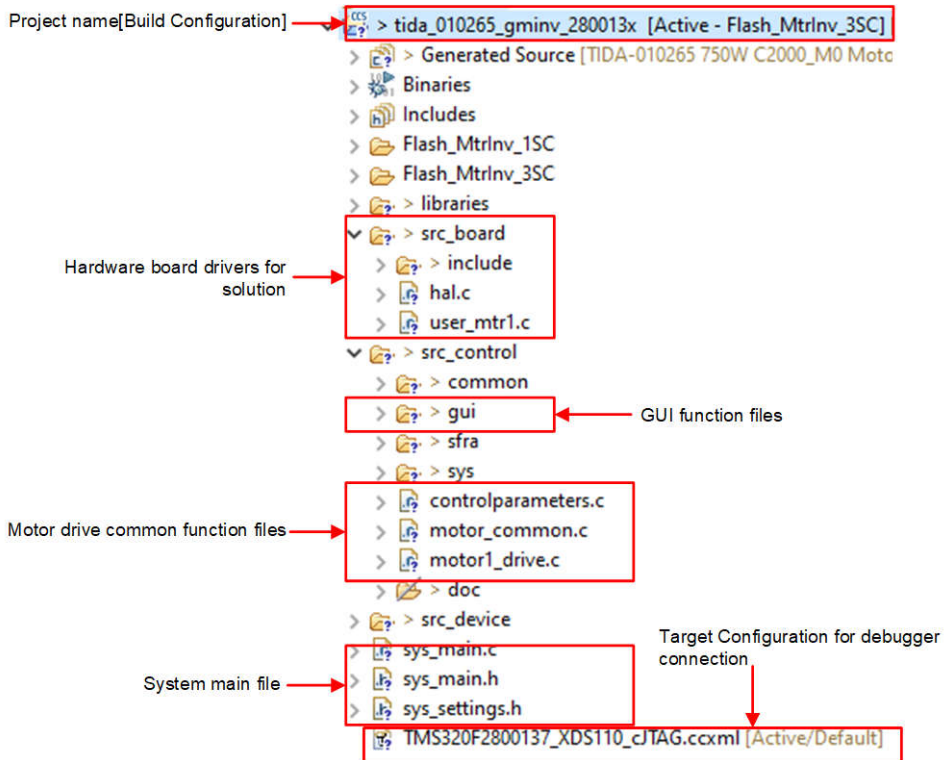 Project name[Build Configuration]
> tida_010265_gminv_280013x [Active - Flash_MtrInv_3SC]
> Generated Source [TIDA-010265 750W C2000_M0 Moto
Binaries
Includes
Flash_MtrInv_1SC
Flash_MtrInv_3SC
> libraries
> src_board
Hardware board drivers for
solution
> include
hal.c
user_mtr1.c
> src_control
> common
> gui
GUI function files
> sfra
> sys
Motor drive common function files
controlparameters.c
motor_common.c
motor1_drive.c
> doc
> src_device
Target Configuration for debugger
connection
System main file
sys_main.c
sys_main.h
sys_settings.h
TMS320F2800137_XDS110_cJTAG.ccxml [Active/Default]